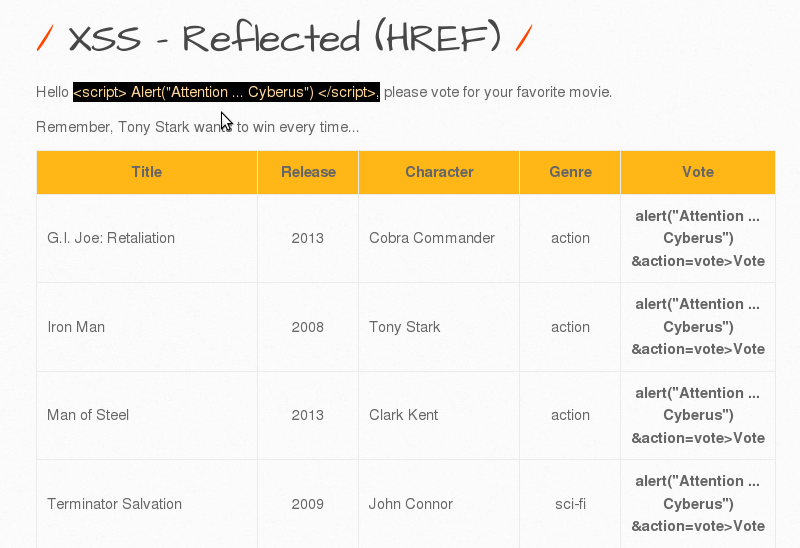 / XSS - Reflected (HREF) /
Hello <script> Alert("Attention ... Cyberus") </script>, please vote for your favorite movie.
Remember, Tony Stark wants to win every time...
Title Release Character Genre Vote
G.I. Joe: Retaliation 2013 Cobra Commander action alert("Attention ...
Cyberus")
&action=vote>Vote
Iron Man 2008 Tony Stark action alert("Attention ...
Cyberus")
&action=vote>Vote
Man of Steel 2013 Clark Kent action alert("Attention ...
Cyberus")
&action=vote>Vote
Terminator Salvation 2009 John Connor sci-fi alert("Attention ...
Cyberus")
&action=vote>Vote